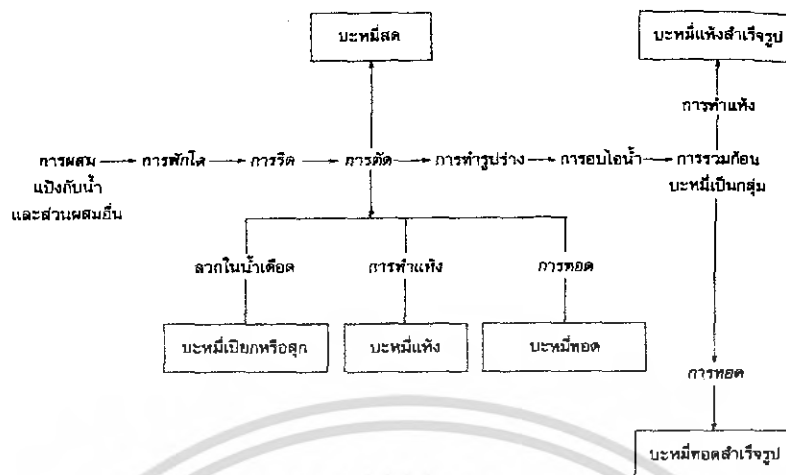 บะหมี่สด
บะหมี่แห้งสำเร็จรูป
การทำแห้ง
การผสม
แป้งกับน้ำ
และส่วนผสมอื่น
การพักโด
การรีด
การตัด
การทำรูปร่าง
การอบไอน้ำ
การรวมก้อน
บะหมี่เป็นกลุ่ม
ลวกในน้ำเดือด
การทำแห้ง
การทอด
บะหมี่เปียกหรือสุก
บะหมี่แห้ง
บะหมี่ทอด
การทอด
บะหมี่ทอดสำเร็จรูป